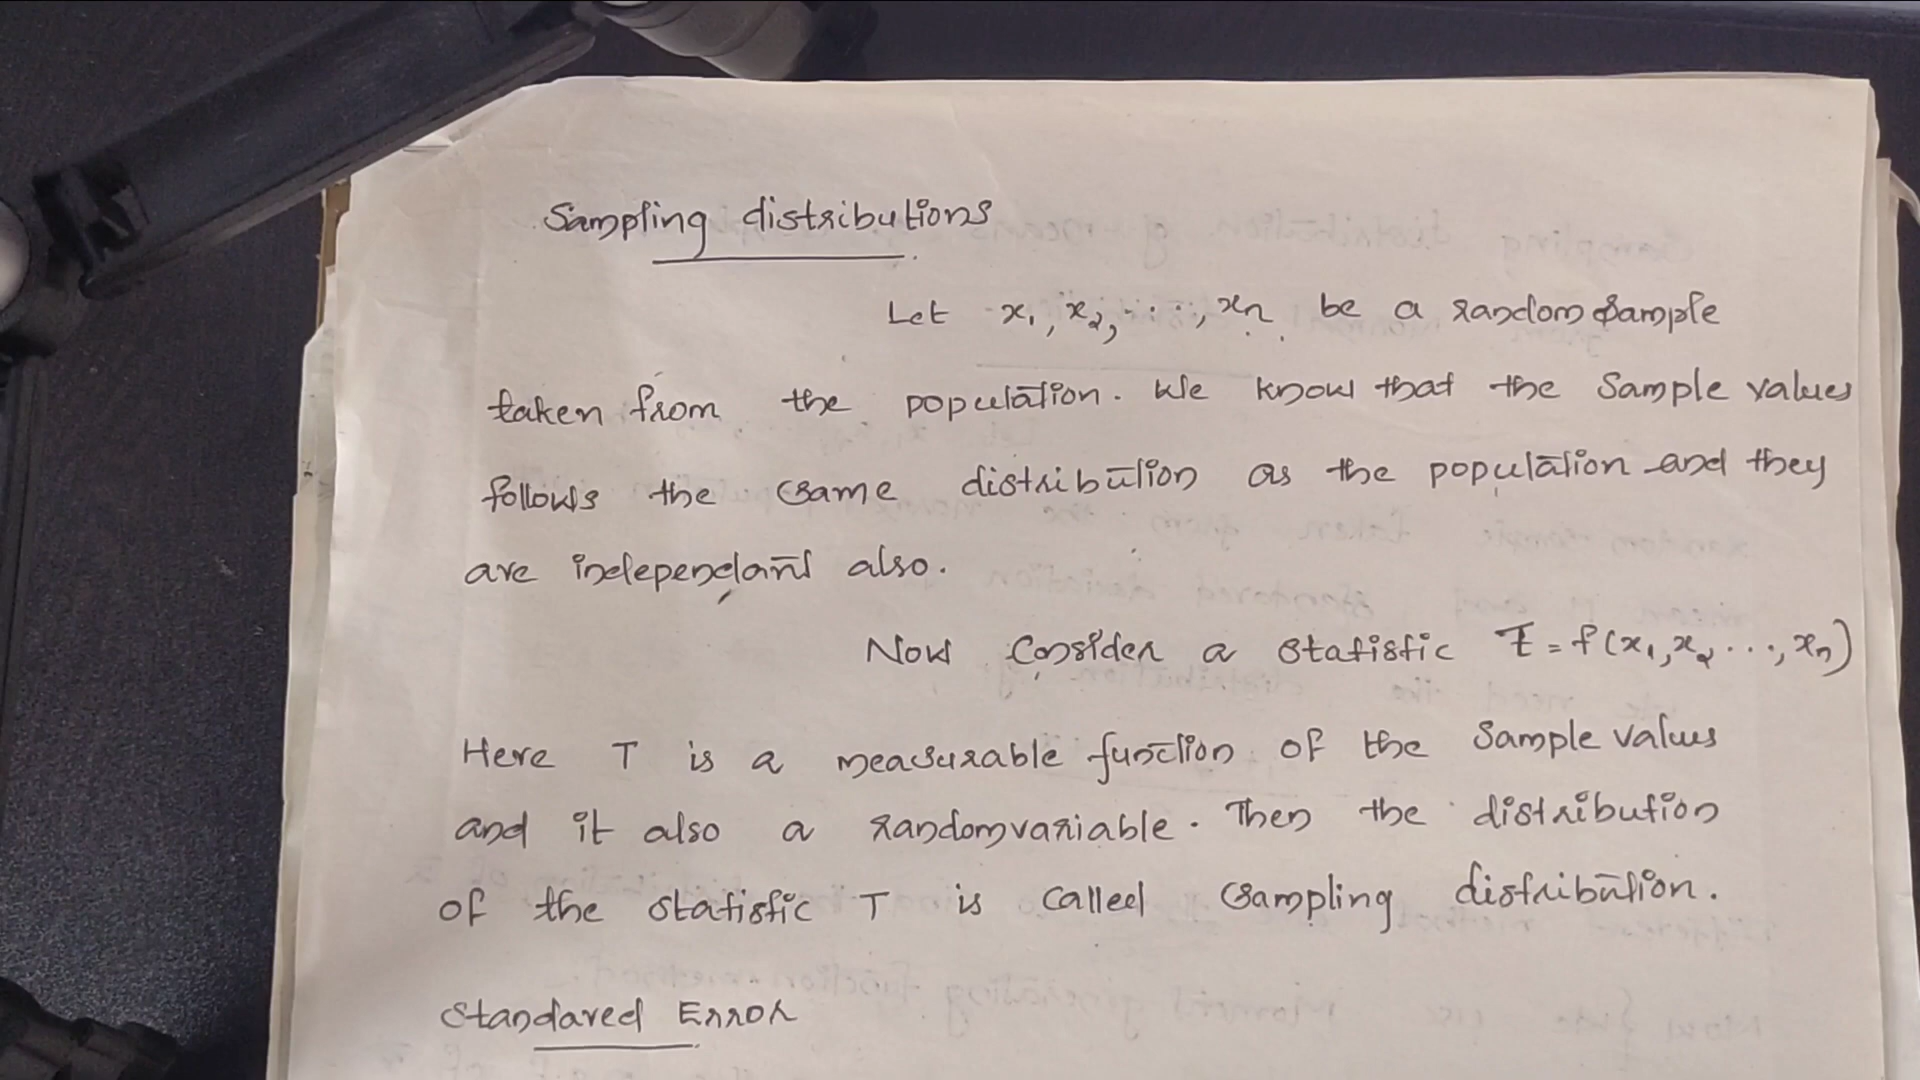 Sampling distributions
Let x₁, x₂, ..., xn be a random sample
taken from the population. We know that the sample values
follows the same distribution as the population and they
are independant also.
Now consider a statistic T = f(x₁, x₂ ..., xn)
Here T is a measurable function of the sample values
and it also a random variable. Then the distribution
of the statistic T is called sampling distribution.
Standared Error